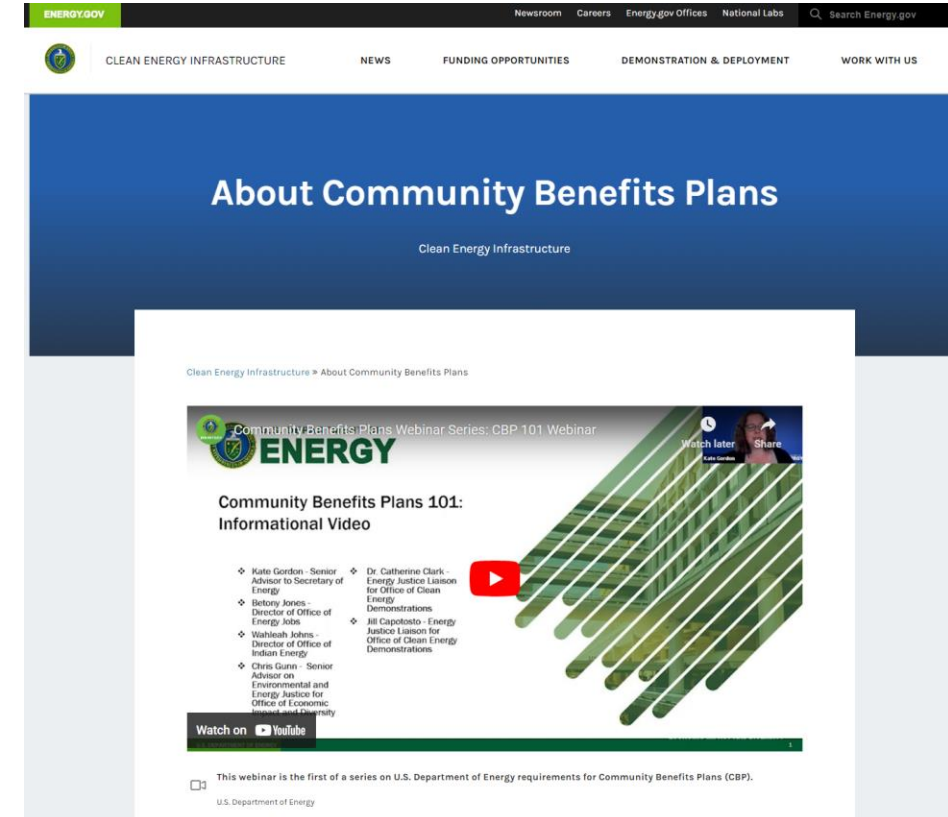 ENERGY.GOV
Newsroom Careers Energy.gov Offices National Labs Search Energy.gov
CLEAN ENERGY INFRASTRUCTURE NEWS FUNDING OPPORTUNITIES DEMONSTRATION & DEPLOYMENT WORK WITH US
About Community Benefits Plans
Clean Energy Infrastructure
Clean Energy Infrastructure » About Community Benefits Plans
Community Benefits Plans Webinar Series: CBP 101 Webinar
Watch later Share
Kate Gordon
ENERGY
Community Benefits Plans 101:
Informational Video
❖ Kate Gordon - Senior
Advisor to Secretary of
Energy
❖ Betony Jones -
Director of Office of
Energy Jobs
❖ Wahleah Johns -
Director of Office of
Indian Energy
❖ Chris Gunn - Senior
Advisor on
Environmental and
Energy Justice for
Office of Economic
Impact and Diversity
❖ Dr. Catherine Clark -
Energy Justice Liaison
for Office of Clean
Energy
Demonstrations
❖ Jill Capotosto - Energy
Justice Liaison for
Office of Clean Energy
Demonstrations
Watch on YouTube
1
This webinar is the first of a series on U.S. Department of Energy requirements for Community Benefits Plans (CBP).
U.S. Department of Energy